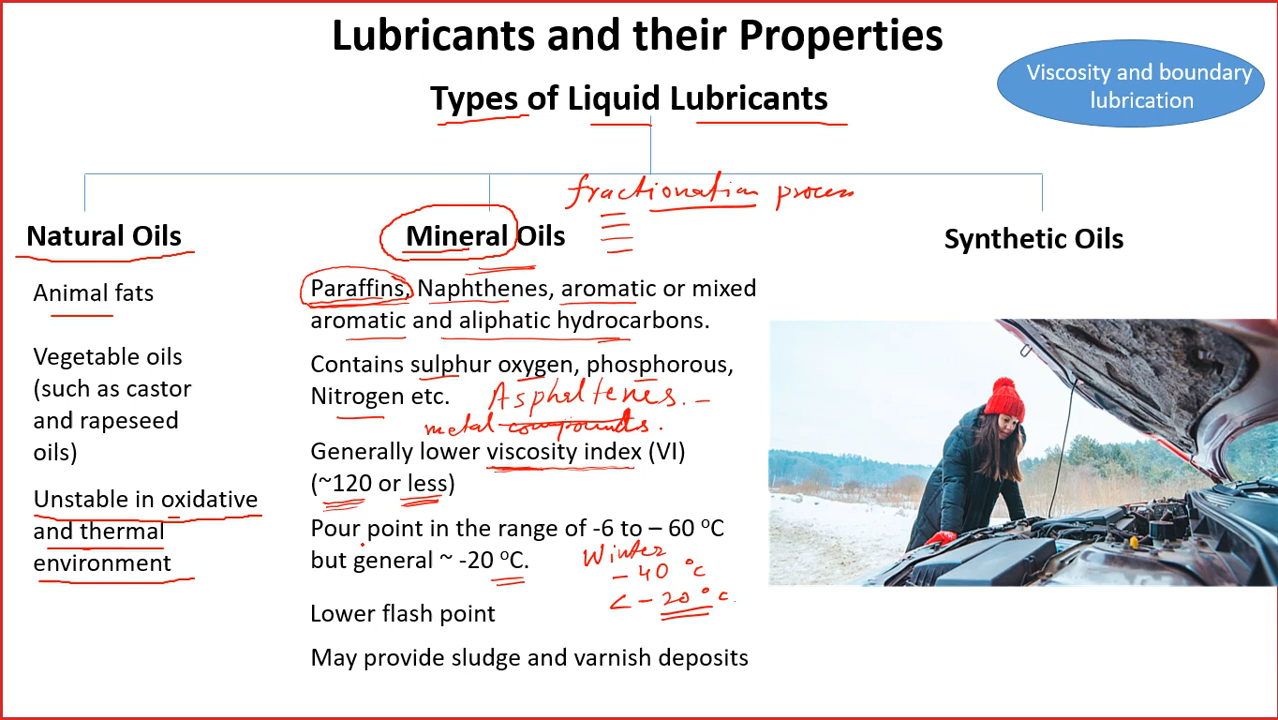 Lubricants and their Properties
Viscosity and boundary
lubrication
Types of Liquid Lubricants
fractionation process
Natural Oils
Animal fats
Vegetable oils
(such as castor
and rapeseed
oils)
Unstable in oxidative
and thermal
environment
Mineral Oils
Paraffins, Naphthenes, aromatic or mixed
aromatic and aliphatic hydrocarbons.
Contains sulphur oxygen, phosphorous,
Nitrogen etc.
Asphaltenes. –
metal compounds.
Generally lower viscosity index (VI)
(~120 or less)
Pour point in the range of -6 to – 60 ⁰C
but general ~ -20 ⁰C.
Winter
– 40 °C
< – 20 °C.
Lower flash point
May provide sludge and varnish deposits
Synthetic Oils